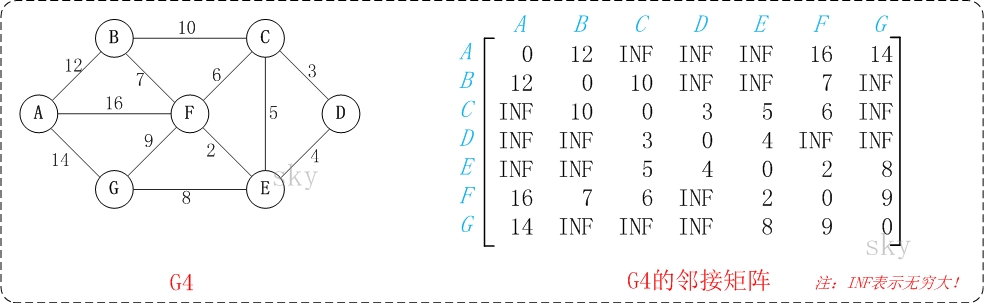 10
B C
12 7 6 3
16
A F 5 D
14 9 2 4
G 8 E
sky
G4
A B C D E F G
A 0 12 INF INF INF 16 14
B 12 0 10 INF INF 7 INF
C INF 10 0 3 5 6 INF
D INF INF 3 0 4 INF INF
E INF INF 5 4 0 2 8
F 16 7 6 INF 2 0 9
G 14 INF INF INF 8 9 0
sky
G4的邻接矩阵
注: INF表示无穷大!